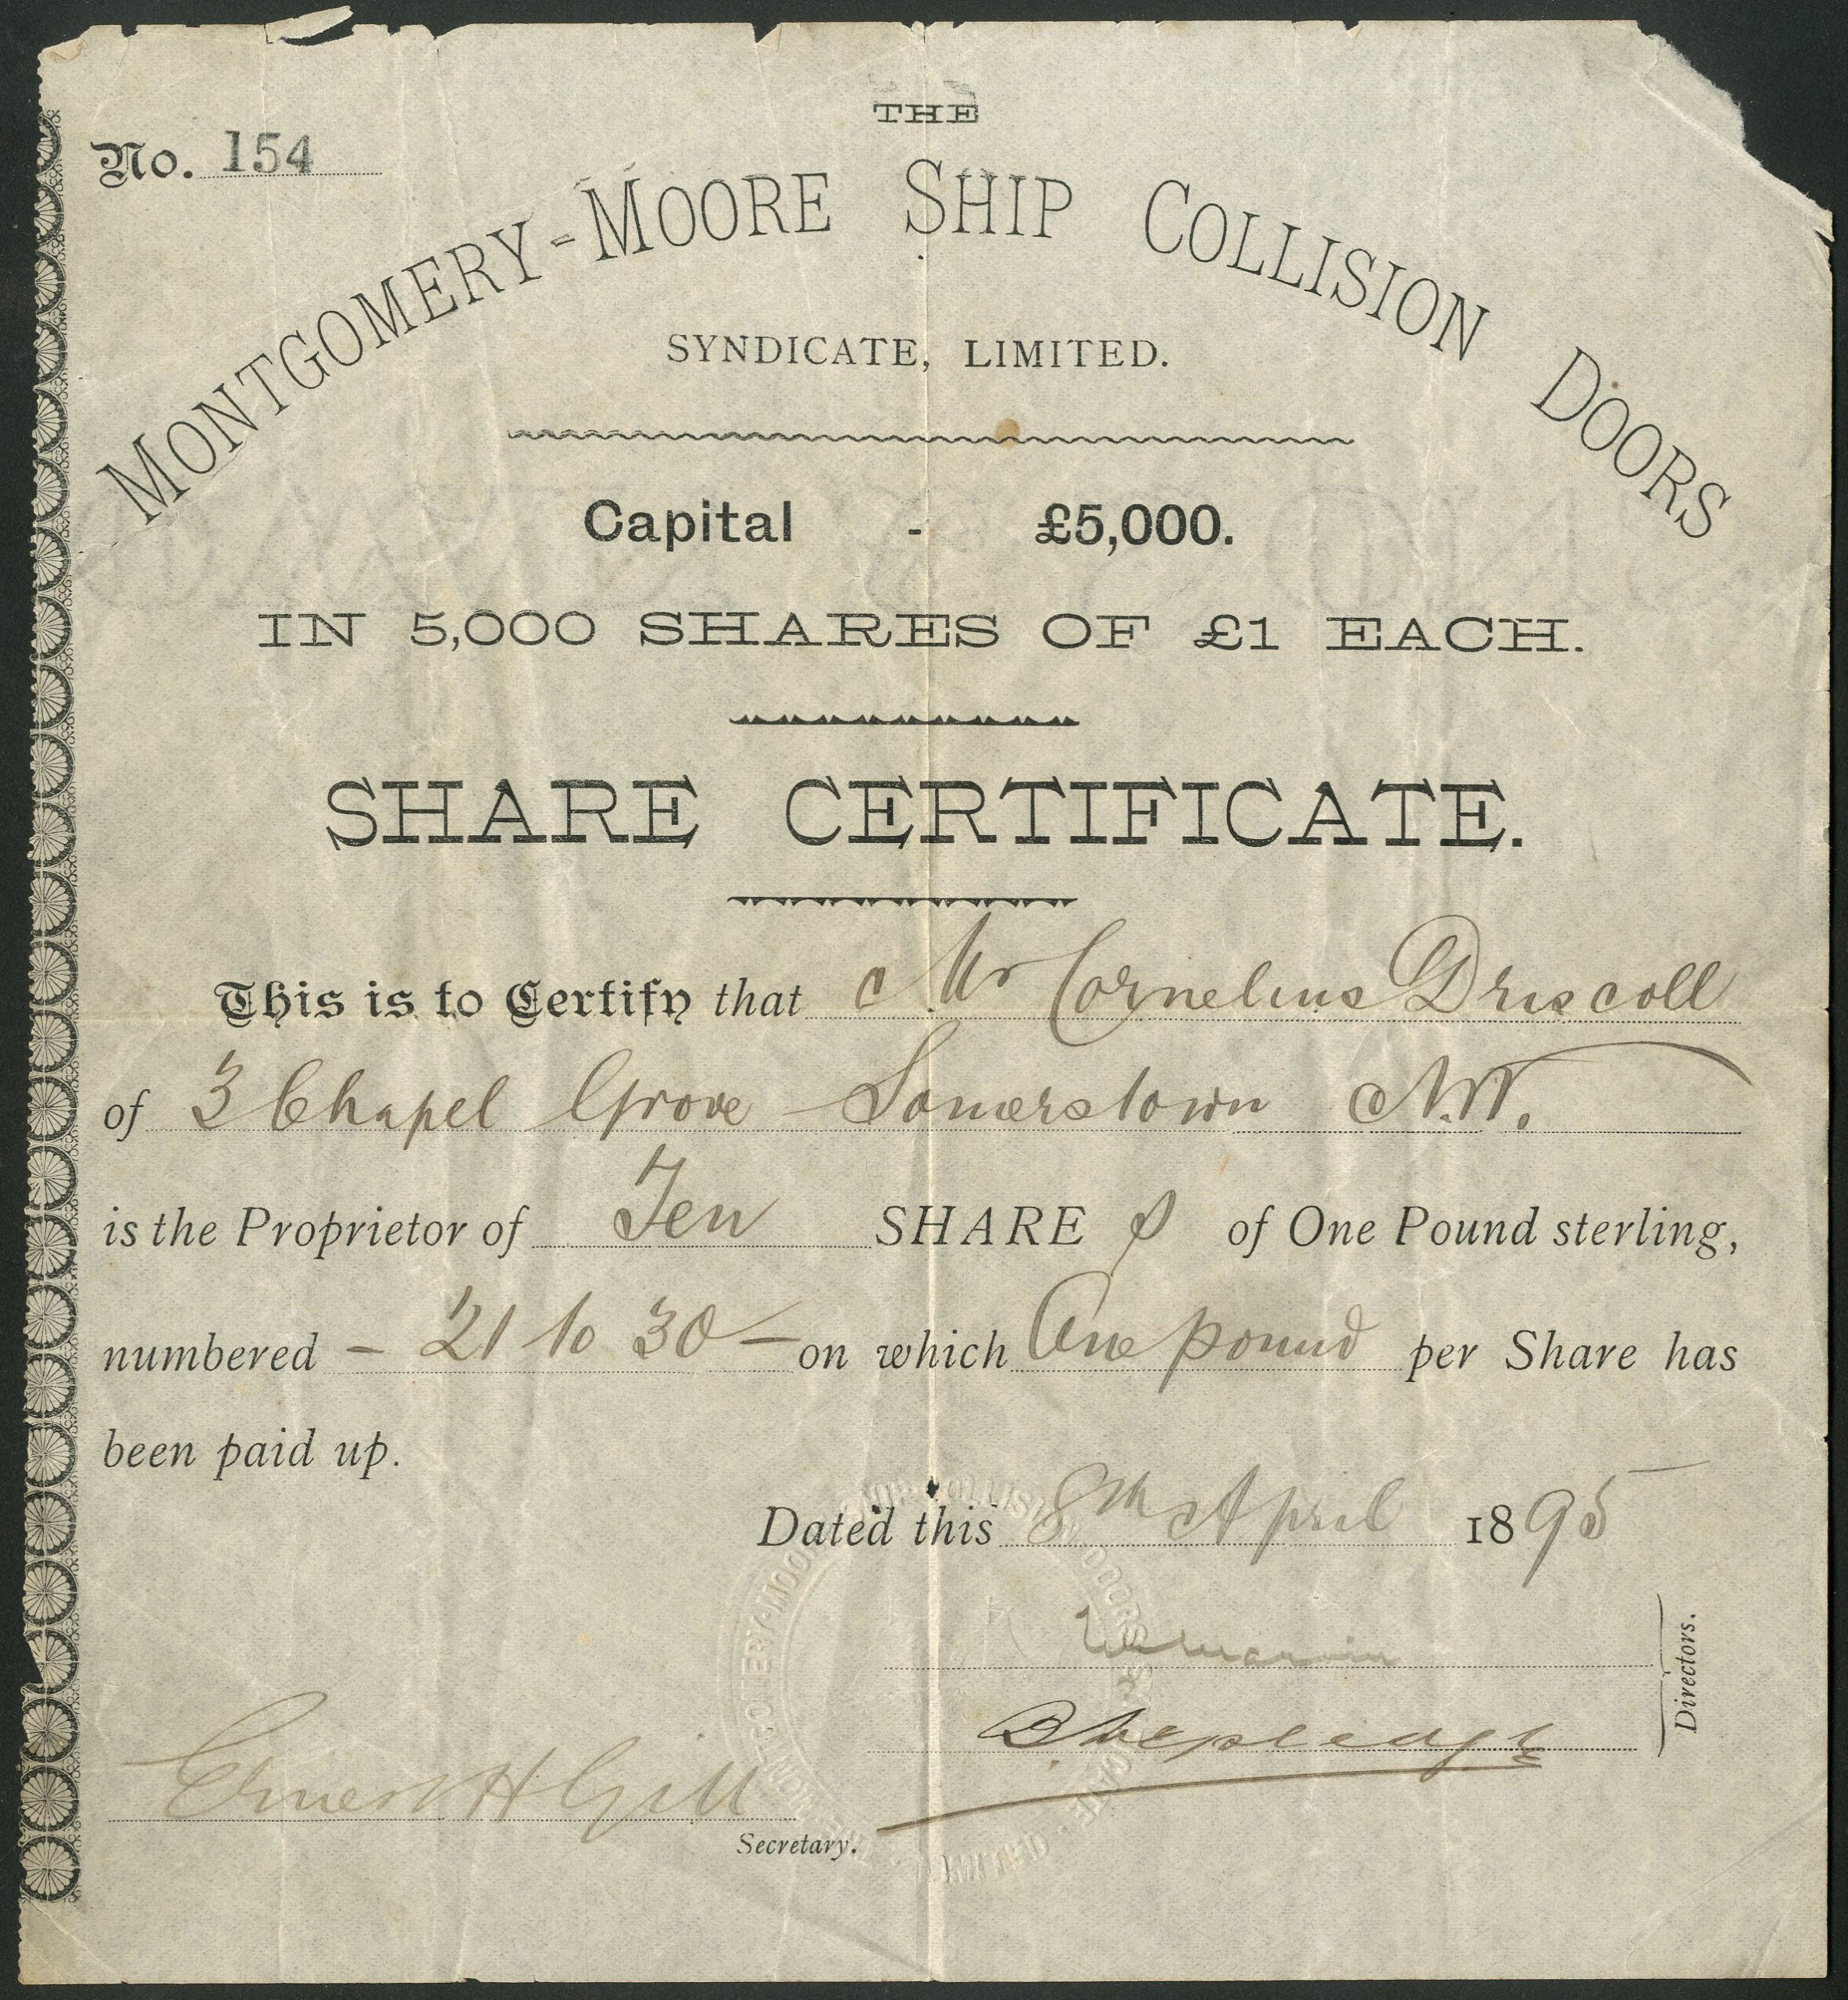 No. 154
THE
MONTGOMERY-MOORE SHIP COLLISION DOORS
SYNDICATE, LIMITED.
Capital - £5,000.
IN 5,000 SHARES OF £1 EACH.
SHARE CERTIFICATE.
This is to Certify that Mr Cornelius Driscoll
of 3 Chapel Grove Somerstown N.W.
is the Proprietor of Ten SHARE s of One Pound sterling,
numbered - 21 to 30 - on which One pound per Share has
been paid up.
Dated this 8th April 1895
Directors.
Ernest H Gill
Secretary.